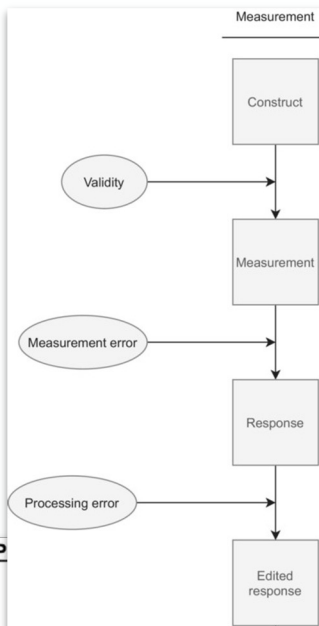 Measurement
Construct
Validity
Measurement
Measurement error
Response
Processing error
P
Edited
response